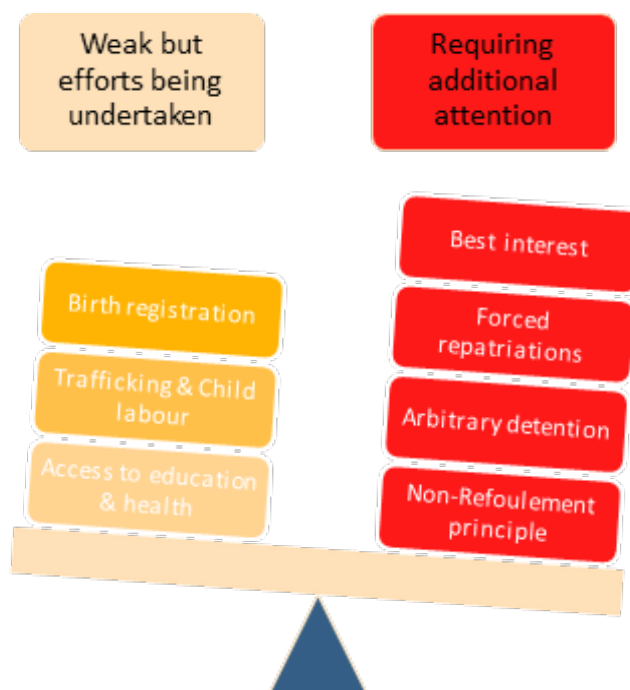 Weak but
efforts being
undertaken
Requiring
additional
attention
Birth registration
Trafficking & Child
labour
Access to education
& health
Best interest
Forced
repatriations
Arbitrary detention
Non-Refoulement
principle